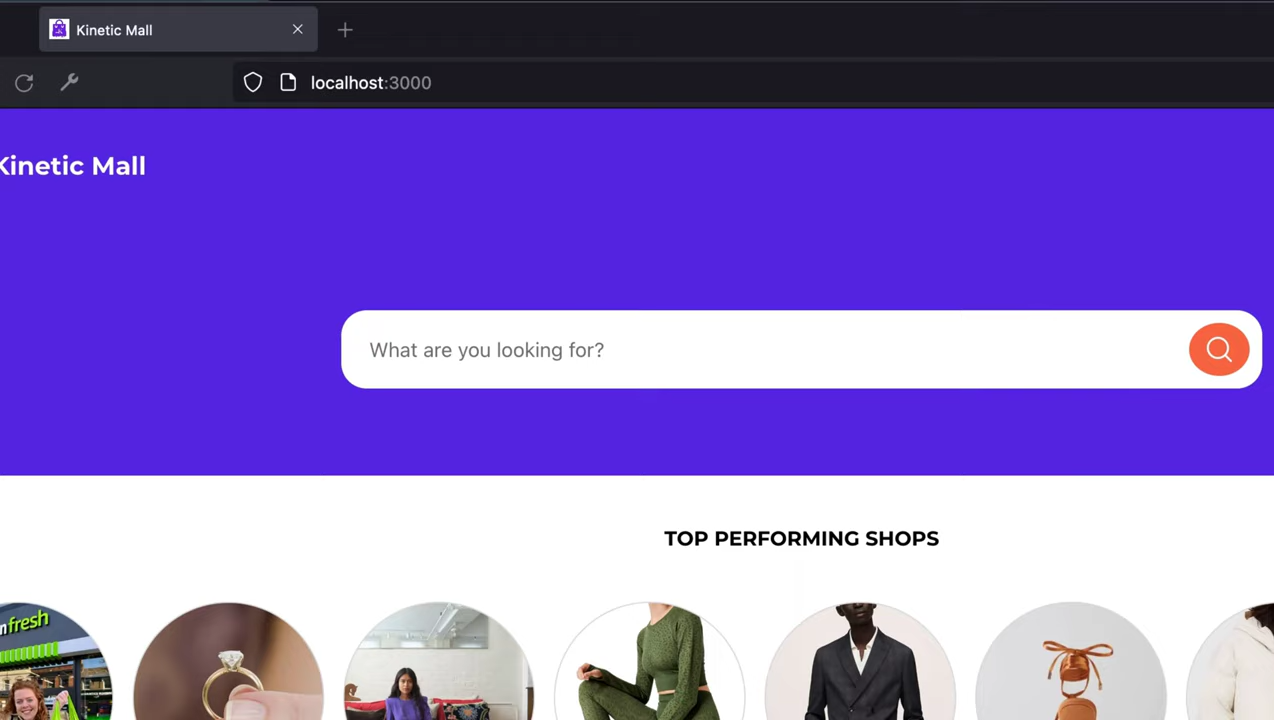 Kinetic Mall
localhost:3000
Kinetic Mall
What are you looking for?
TOP PERFORMING SHOPS
fresh